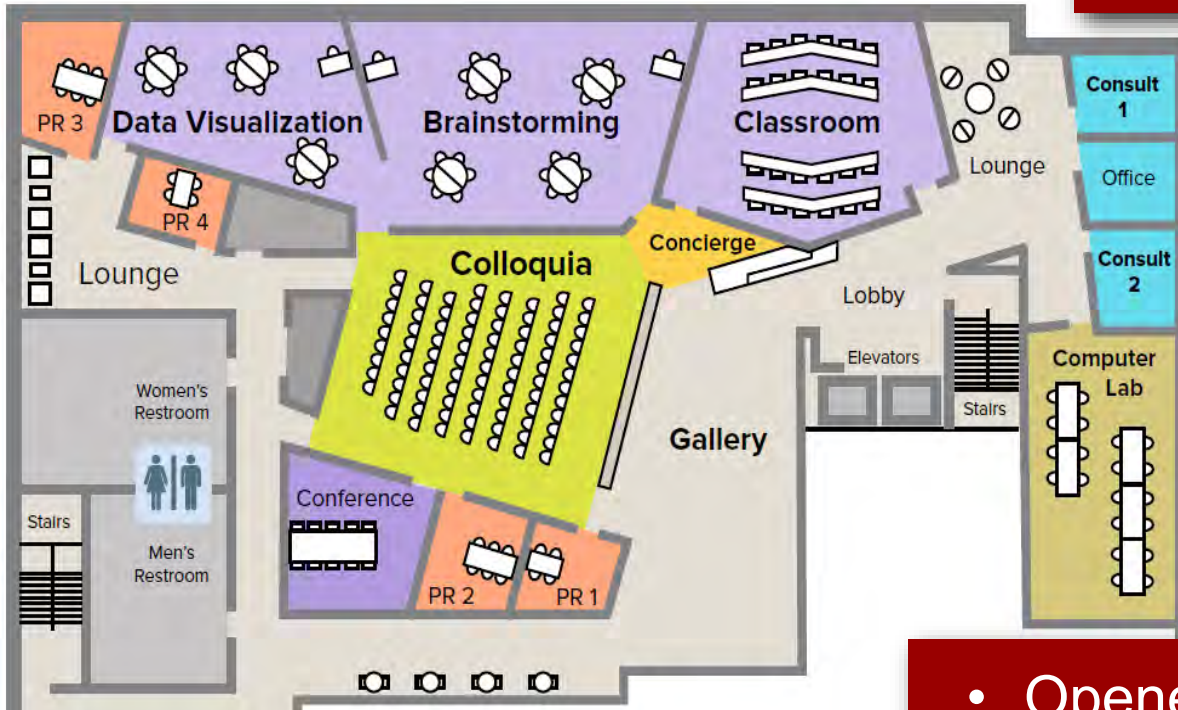 PR 3
Data Visualization
Brainstorming
Classroom
Consult
1
Lounge
Office
PR 4
Concierge
Colloquia
Lounge
Consult
2
Lobby
Elevators
Computer
Lab
Women's
Restroom
Stairs
Gallery
Conference
Stairs
Men's
Restroom
PR 2
PR 1
•